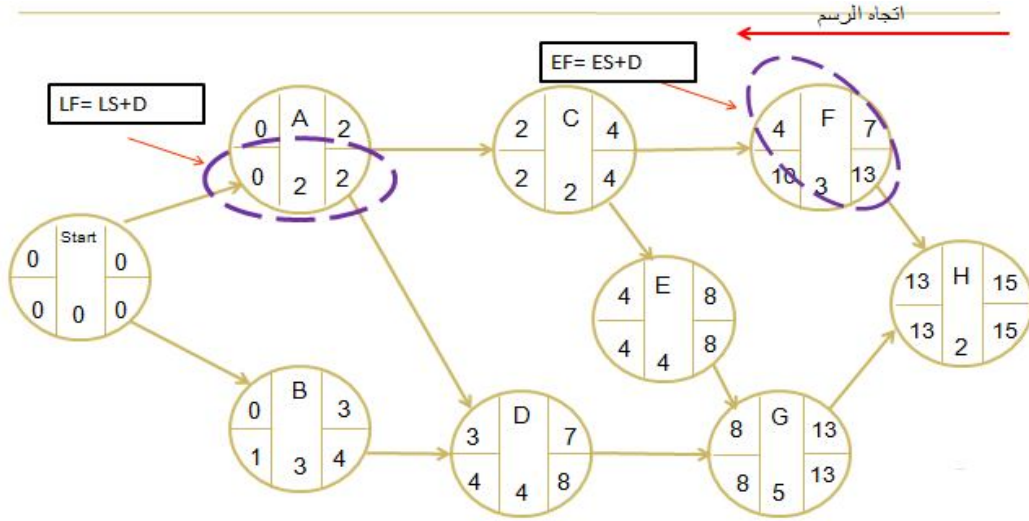 اتجاه الرسم
EF= ES+D
LF= LS+D
0 A 2
0 2 2
2 C 4
2 2 4
4 F 7
10 3 13
Start
0 0
0 0 0
4 E 8
4 4 8
13 H 15
13 2 15
0 B 3
1 3 4
3 D 7
4 4 8
8 G 13
8 5 13